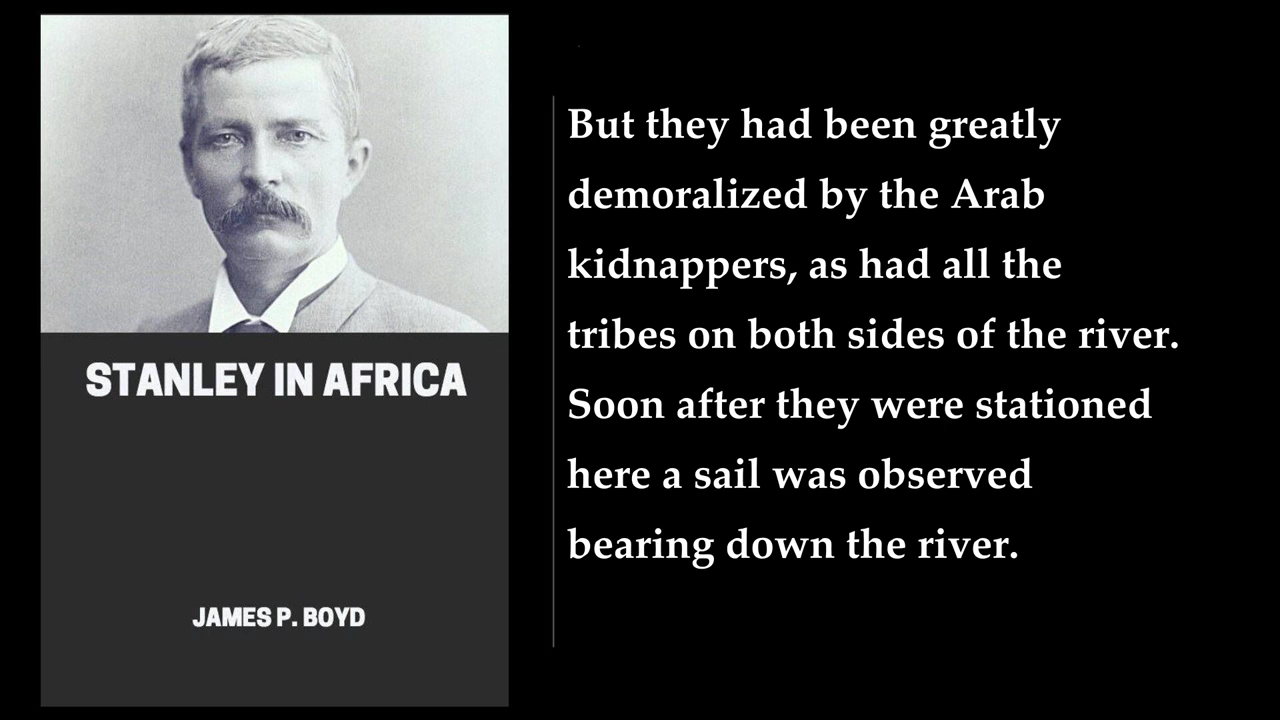 STANLEY IN AFRICA
JAMES P. BOYD
But they had been greatly
demoralized by the Arab
kidnappers, as had all the
tribes on both sides of the river.
Soon after they were stationed
here a sail was observed
bearing down the river.